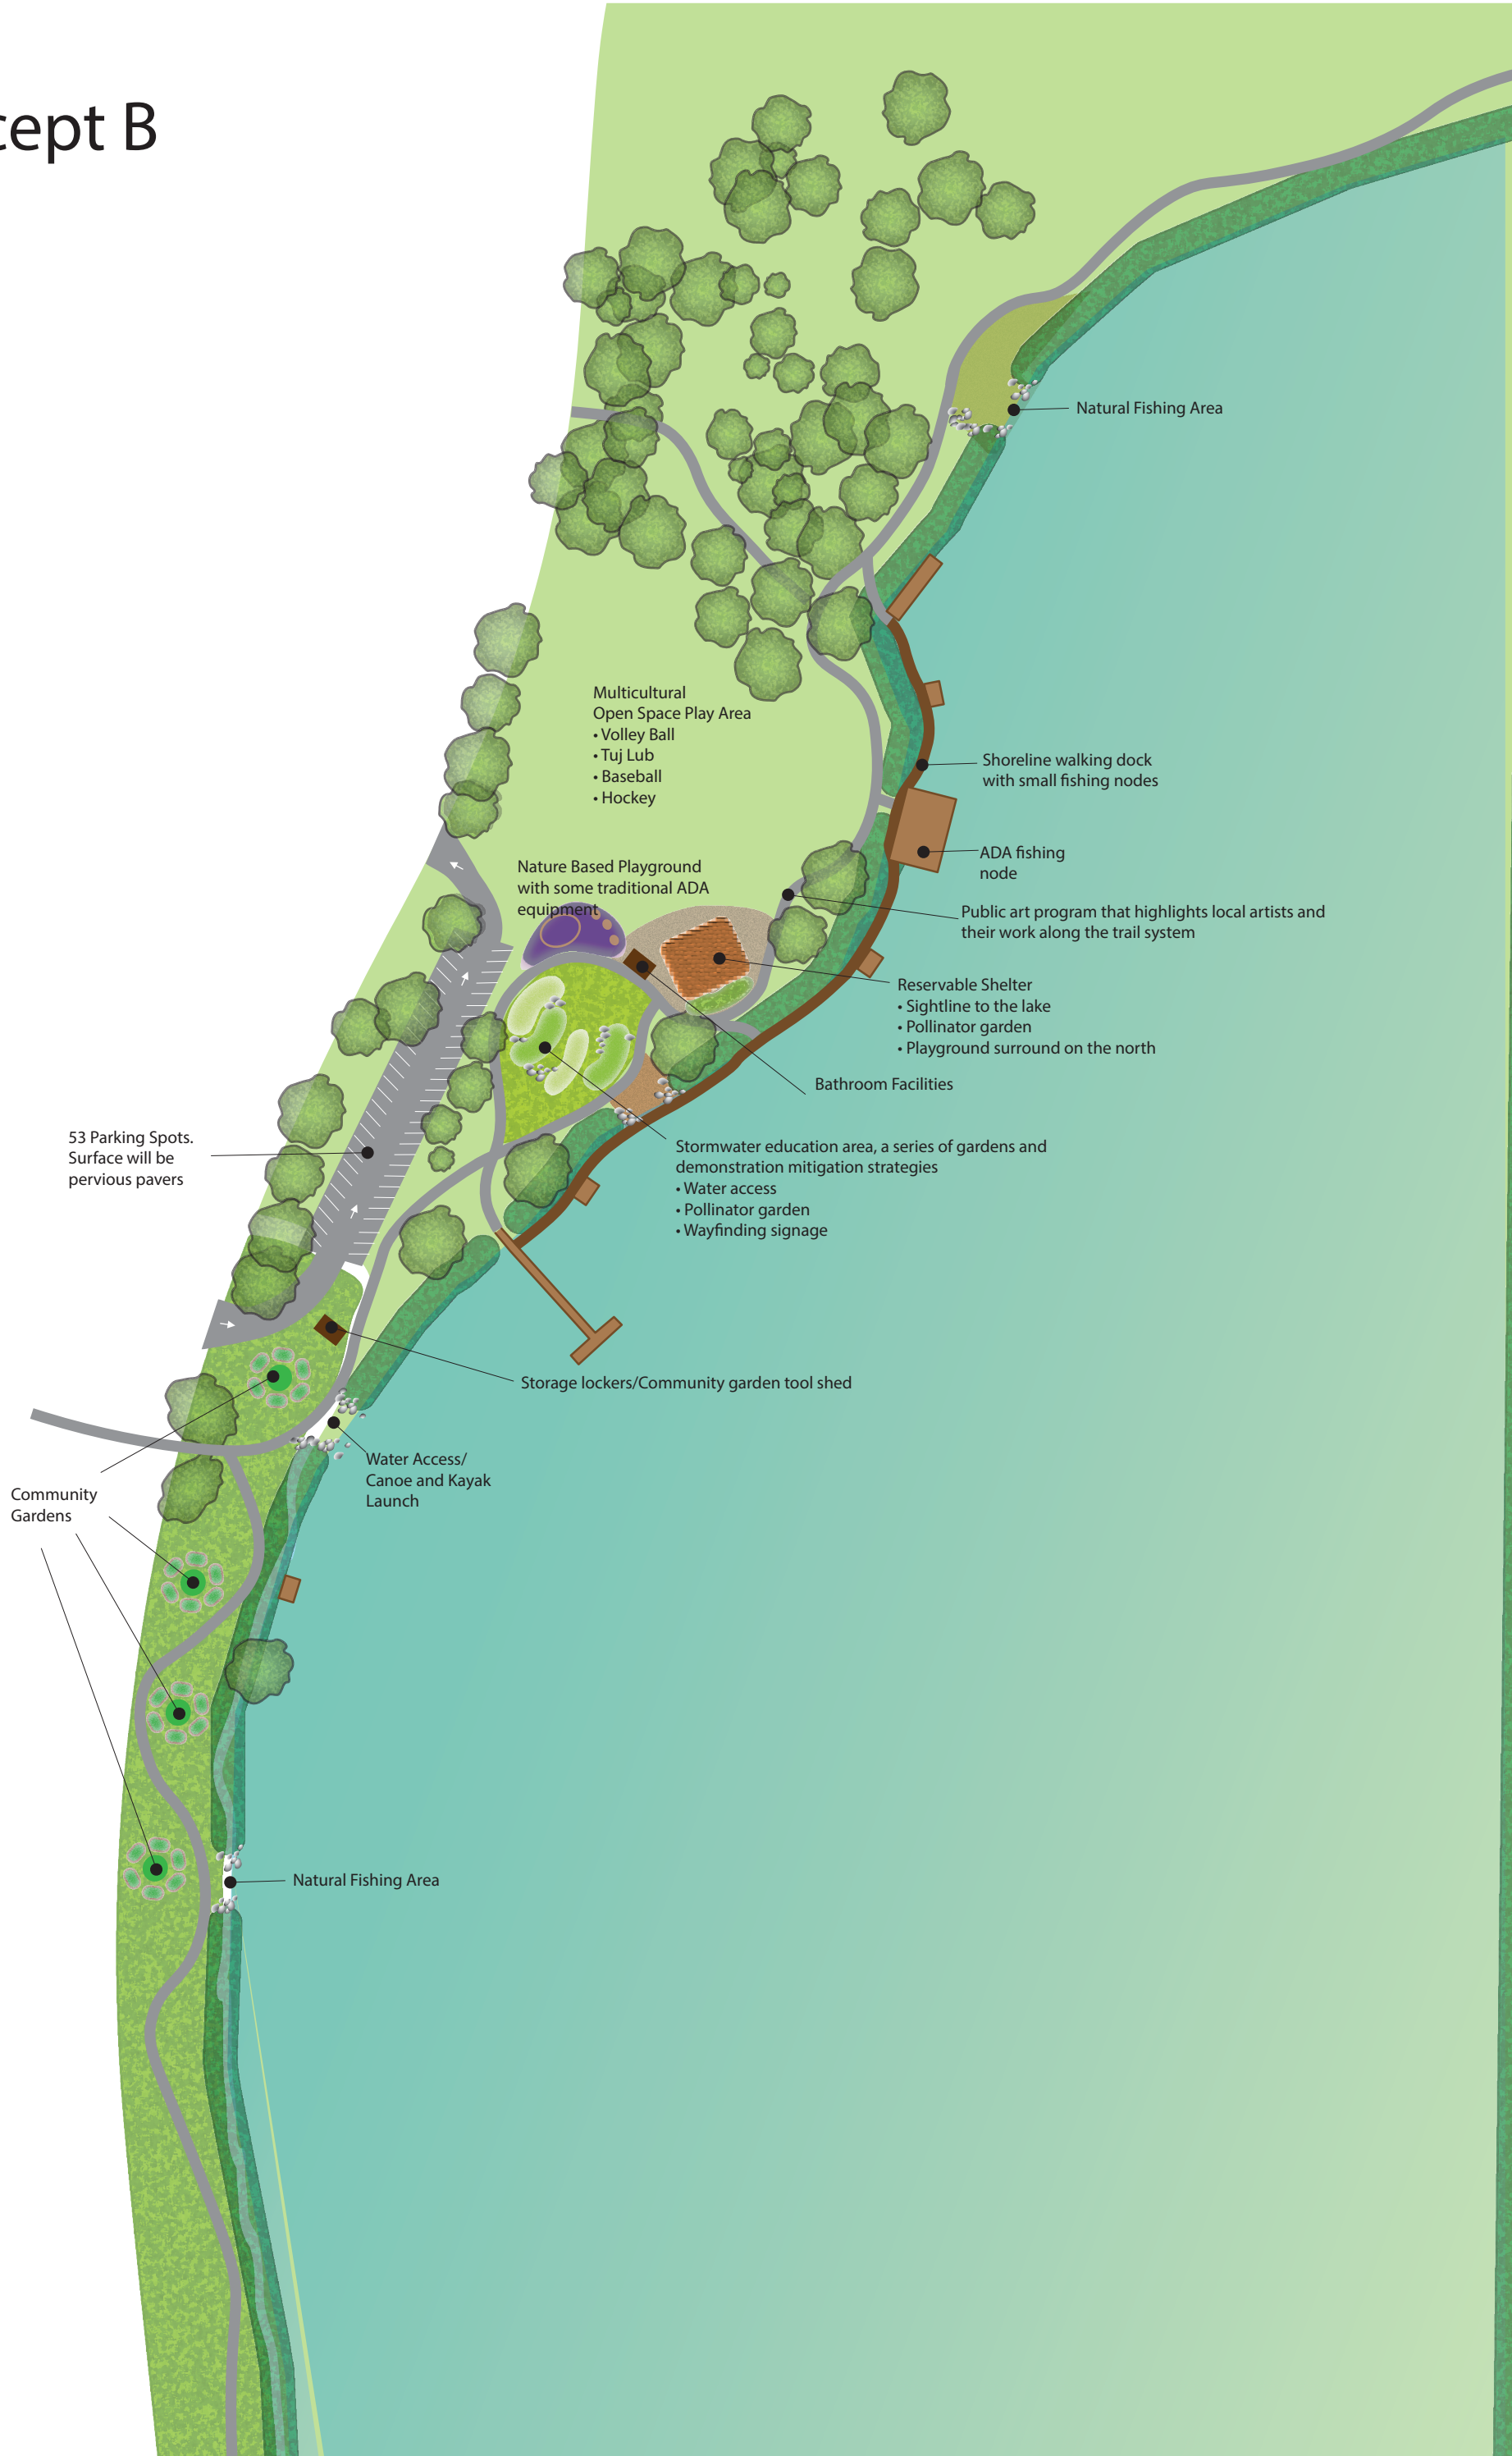 cept B
Natural Fishing Area
Multicultural
Open Space Play Area
• Volley Ball
• Tuj Lub
• Baseball
• Hockey
Shoreline walking dock
with small fishing nodes
ADA fishing
node
Nature Based Playground
with some traditional ADA
equipment
Public art program that highlights local artists and
their work along the trail system
Reservable Shelter
• Sightline to the lake
• Pollinator garden
• Playground surround on the north
Bathroom Facilities
53 Parking Spots.
Surface will be
pervious pavers
Stormwater education area, a series of gardens and
demonstration mitigation strategies
• Water access
• Pollinator garden
• Wayfinding signage
Storage lockers/Community garden tool shed
Water Access/
Canoe and Kayak
Launch
Community
Gardens
Natural Fishing Area